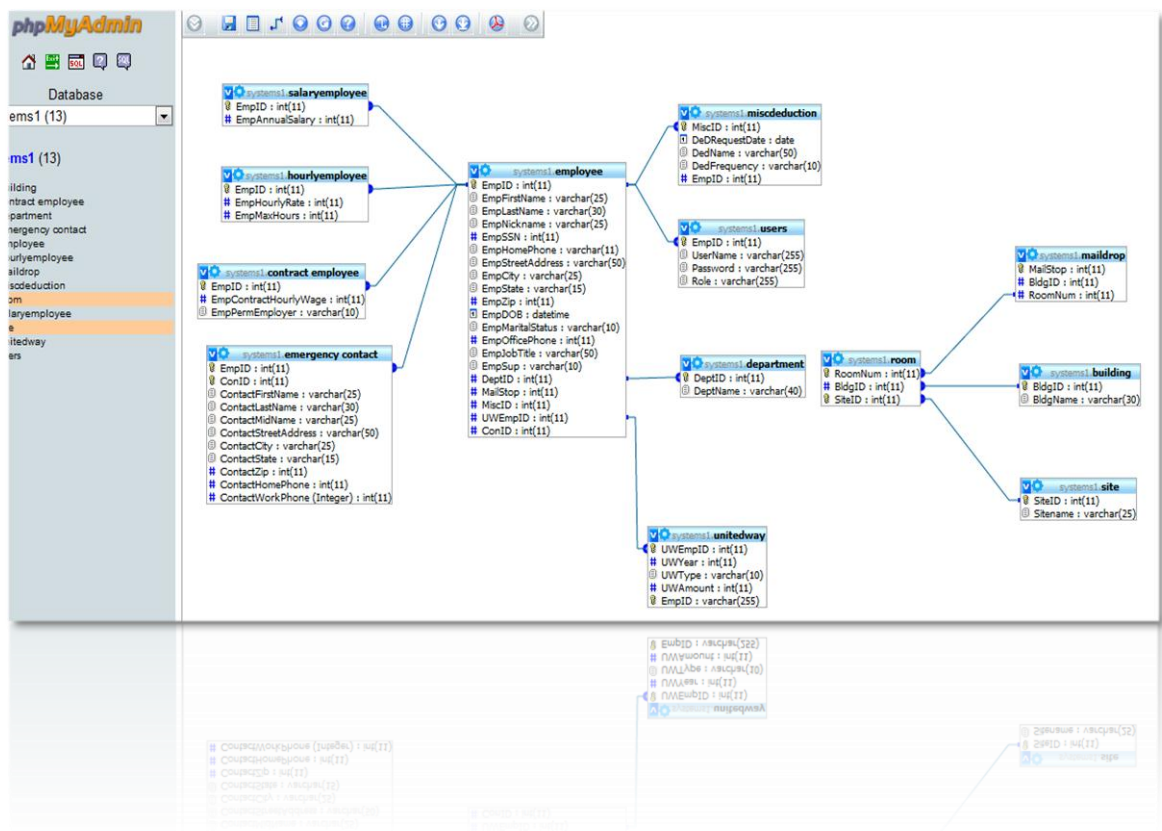 phpMyAdmin
Database
ems1 (13)
ms1 (13)
ilding
ntract employee
partment
nergency contact
nployee
urlyemployee
aildrop
iscdeduction
om
laryemployee
e
itedway
ers
systems1.salaryemployee
EmpID : int(11)
EmpAnnualSalary : int(11)
systems1.hourlyemployee
EmpID : int(11)
EmpHourlyRate : int(11)
EmpMaxHours : int(11)
systems1.contract employee
EmpID : int(11)
EmpContractHourlyWage : int(11)
EmpPermEmployer : varchar(10)
systems1.emergency contact
EmpID : int(11)
ConID : int(11)
ContactFirstName : varchar(25)
ContactLastName : varchar(30)
ContactMidName : varchar(25)
ContactStreetAddress : varchar(50)
ContactCity : varchar(25)
ContactState : varchar(15)
ContactZip : int(11)
ContactHomePhone : int(11)
ContactWorkPhone (Integer) : int(11)
systems1.employee
EmpID : int(11)
EmpFirstName : varchar(25)
EmpLastName : varchar(30)
EmpNickname : varchar(25)
EmpSSN : int(11)
EmpHomePhone : varchar(11)
EmpStreetAddress : varchar(50)
EmpCity : varchar(25)
EmpState : varchar(15)
EmpZip : int(11)
EmpDOB : datetime
EmpMaritalStatus : varchar(10)
EmpOfficePhone : int(11)
EmpJobTitle : varchar(50)
EmpSup : varchar(10)
DeptID : int(11)
MailStop : int(11)
MiscID : int(11)
UWEmpID : int(11)
ConID : int(11)
systems1.miscdeduction
MiscID : int(11)
DeDRequestDate : date
DedName : varchar(50)
DedFrequency : varchar(10)
EmpID : int(11)
systems1.users
EmpID : int(11)
UserName : varchar(255)
Password : varchar(255)
Role : varchar(255)
systems1.department
DeptID : int(11)
DeptName : varchar(40)
systems1.unitedway
UWEmpID : int(11)
UWYear : int(11)
UWType : varchar(10)
UWAmount : int(11)
EmpID : varchar(255)
systems1.room
RoomNum : int(11)
BldgID : int(11)
SiteID : int(11)
systems1.maildrop
MailStop : int(11)
BldgID : int(11)
RoomNum : int(11)
systems1.building
BldgID : int(11)
BldgName : varchar(30)
systems1.site
SiteID : int(11)
Sitename : varchar(25)